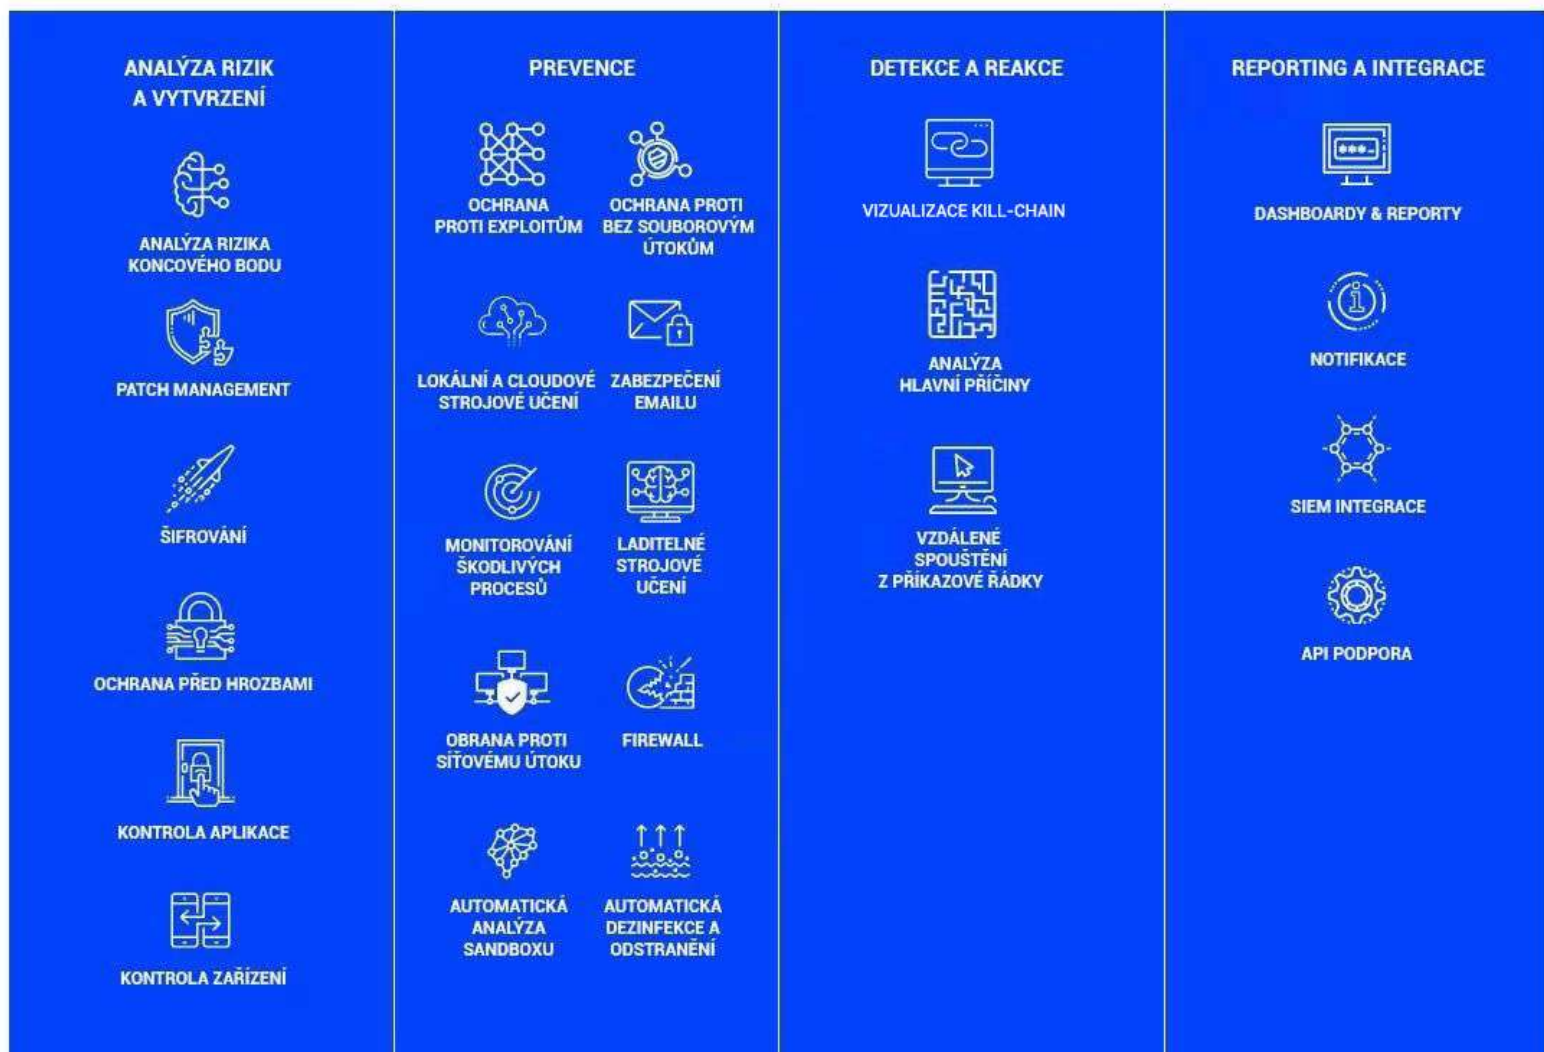 ANALÝZA RIZIK
A VYTVRZENÍ
ANALÝZA RIZIKA
KONCOVÉHO BODU
PATCH MANAGEMENT
ŠIFROVÁNÍ
OCHRANA PŘED HROZBAMI
KONTROLA APLIKACE
KONTROLA ZAŘÍZENÍ
PREVENCE
OCHRANA
PROTI EXPLOITŮM
OCHRANA PROTI
BEZ SOUBOROVÝM
ÚTOKŮM
LOKÁLNÍ A CLOUDOVÉ
STROJOVÉ UČENÍ
ZABEZPEČENÍ
EMAILU
MONITOROVÁNÍ
ŠKODLIVÝCH
PROCESŮ
LADITELNÉ
STROJOVÉ
UČENÍ
OBRANA PROTI
SÍŤOVÉMU ÚTOKU
FIREWALL
AUTOMATICKÁ
ANALÝZA
SANDBOXU
AUTOMATICKÁ
DEZINFEKCE A
ODSTRANĚNÍ
DETEKCE A REAKCE
VIZUALIZACE KILL-CHAIN
ANALÝZA
HLAVNÍ PŘÍČINY
VZDÁLENÉ
SPOUŠTĚNÍ
Z PŘÍKAZOVÉ ŘÁDKY
REPORTING A INTEGRACE
***_
DASHBOARDY & REPORTY
i
NOTIFIKACE
SIEM INTEGRACE
API PODPORA